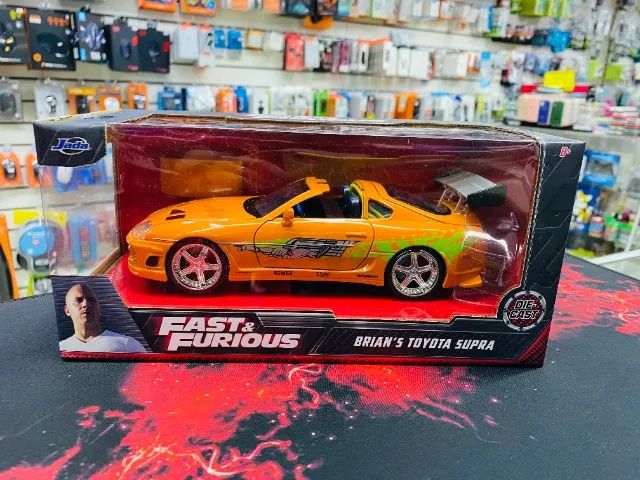 Jada
8+
FAST &
FURIOUS
BRIAN'S TOYOTA SUPRA
DIE-
CAST